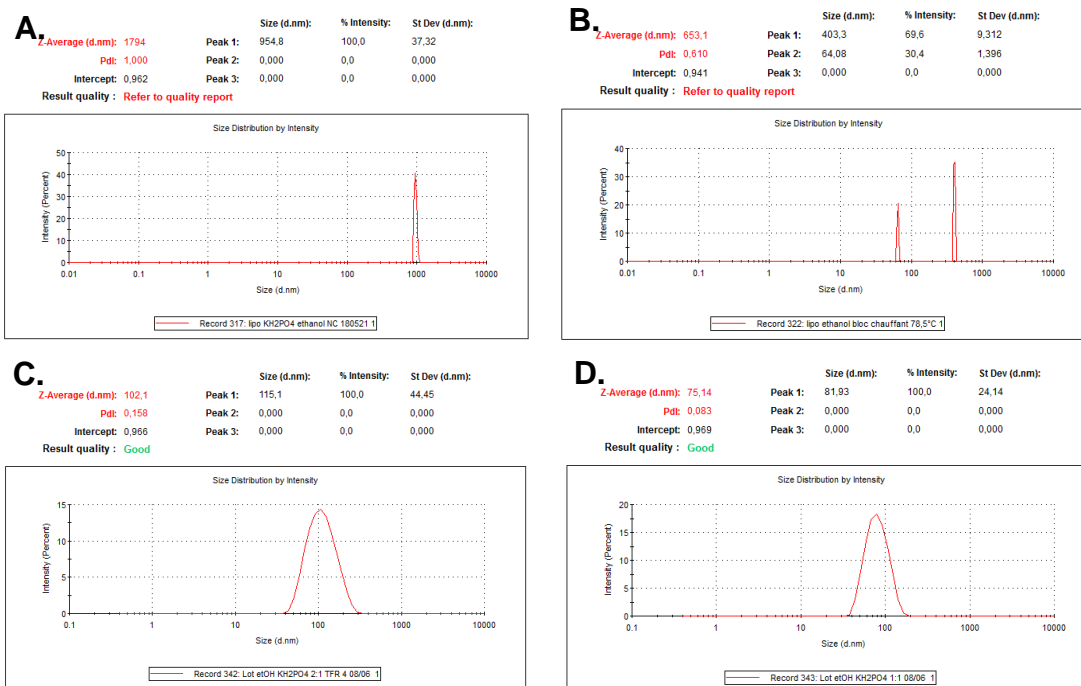 A.
Size (d.nm): % Intensity: St Dev (d.nm):
Z-Average (d.nm): 1794 Peak 1: 954,8 100,0 37,32
PdI: 1,000 Peak 2: 0,000 0,0 0,000
Intercept: 0,962 Peak 3: 0,000 0,0 0,000
Result quality : Refer to quality report
Size Distribution by Intensity
Intensity (Percent)
50
40
30
20
10
0
0.01 0.1 1 10 100 1000 10000
Size (d.nm)
Record 317: lipo KH2PO4 ethanol NC 180521 1
B.
Size (d.nm): % Intensity: St Dev (d.nm):
Z-Average (d.nm): 653,1 Peak 1: 403,3 69,6 9,312
PdI: 0,610 Peak 2: 64,08 30,4 1,396
Intercept: 0,941 Peak 3: 0,000 0,0 0,000
Result quality : Refer to quality report
Size Distribution by Intensity
Intensity (Percent)
40
30
20
10
0
0.01 0.1 1 10 100 1000 10000
Size (d.nm)
Record 322: lipo ethanol bloc chauffant 78,5°C 1
C.
Size (d.nm): % Intensity: St Dev (d.nm):
Z-Average (d.nm): 102,1 Peak 1: 115,1 100,0 44,45
PdI: 0,158 Peak 2: 0,000 0,0 0,000
Intercept: 0,966 Peak 3: 0,000 0,0 0,000
Result quality : Good
Size Distribution by Intensity
Intensity (Percent)
15
10
5
0
0.1 1 10 100 1000 10000
Size (d.nm)
Record 342: Lot etOH KH2PO4 2:1 TFR 4 08/06 1
D.
Size (d.nm): % Intensity: St Dev (d.nm):
Z-Average (d.nm): 75,14 Peak 1: 81,93 100,0 24,14
PdI: 0,083 Peak 2: 0,000 0,0 0,000
Intercept: 0,969 Peak 3: 0,000 0,0 0,000
Result quality : Good
Size Distribution by Intensity
Intensity (Percent)
20
15
10
5
0
0.1 1 10 100 1000 10000
Size (d.nm)
Record 343: Lot etOH KH2PO4 1:1 08/06 1